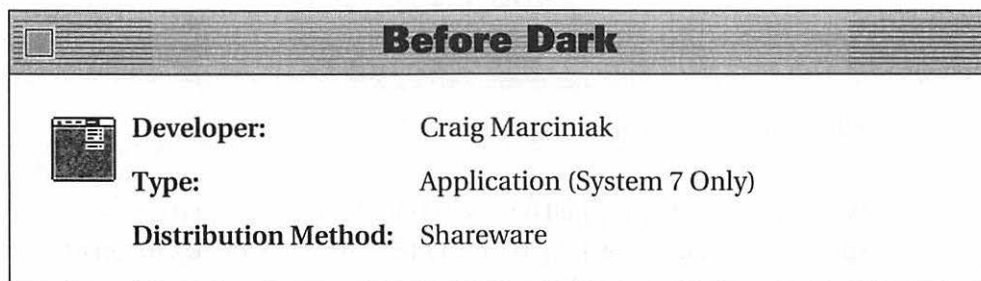 Before Dark
Developer: Craig Marciniak
Type: Application (System 7 Only)
Distribution Method: Shareware